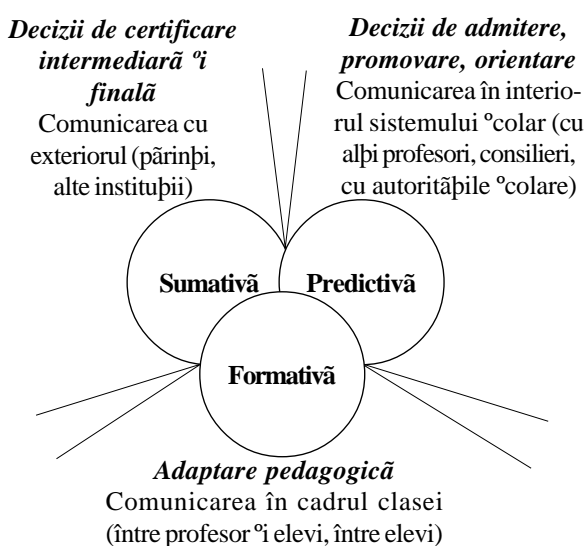 Decizii de certificare
intermediarã ºi
finalã
Comunicarea cu
exteriorul (pãrinþi,
alte instituþii)
Decizii de admitere,
promovare, orientare
Comunicarea în interio-
rul sistemului ºcolar (cu
alþi profesori, consilieri,
cu autoritãþile ºcolare)
Sumativã
Predictivã
Formativã
Adaptare pedagogicã
Comunicarea în cadrul clasei
(între profesor ºi elevi, între elevi)